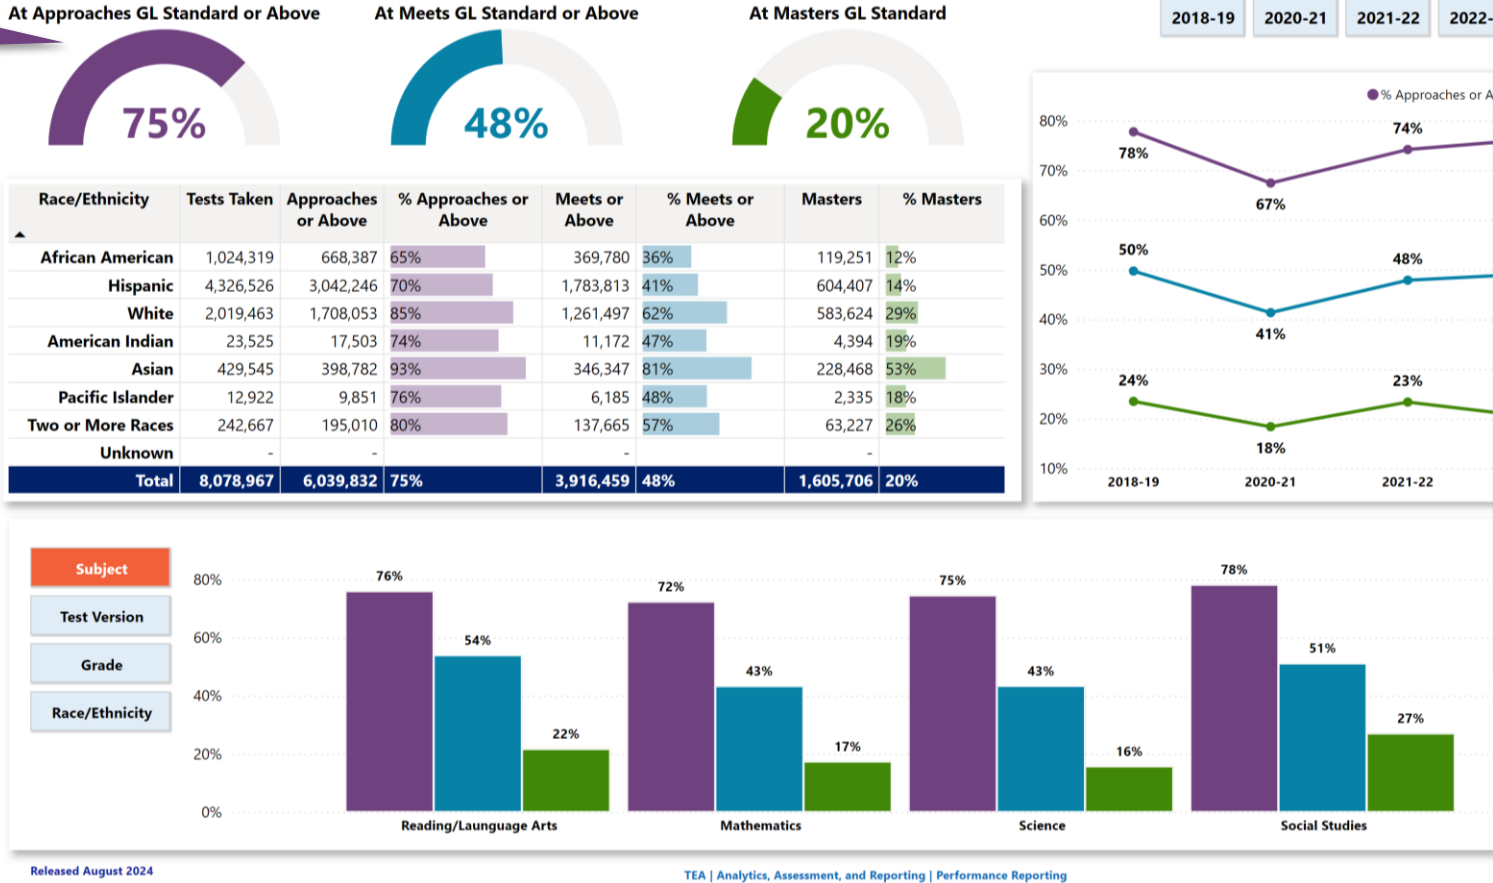 At Approaches GL Standard or Above
At Meets GL Standard or Above
At Masters GL Standard
2018-19 2020-21 2021-22 2022-
75%
48%
20%
Race/Ethnicity Tests Taken Approaches or Above % Approaches or Above Meets or Above % Meets or Above Masters % Masters
African American 1,024,319 668,387 65% 369,780 36% 119,251 12%
Hispanic 4,326,526 3,042,246 70% 1,783,813 41% 604,407 14%
White 2,019,463 1,708,053 85% 1,261,497 62% 583,624 29%
American Indian 23,525 17,503 74% 11,172 47% 4,394 19%
Asian 429,545 398,782 93% 346,347 81% 228,468 53%
Pacific Islander 12,922 9,851 76% 6,185 48% 2,335 18%
Two or More Races 242,667 195,010 80% 137,665 57% 63,227 26%
Unknown - - - -
Total 8,078,967 6,039,832 75% 3,916,459 48% 1,605,706 20%
% Approaches or A
80%
70%
60%
50%
40%
30%
20%
10%
78% 67% 74%
50% 41% 48%
24% 18% 23%
2018-19 2020-21 2021-22
Subject
Test Version
Grade
Race/Ethnicity
80%
60%
40%
20%
0%
76% 54% 22%
72% 43% 17%
75% 43% 16%
78% 51% 27%
Reading/Launguage Arts Mathematics Science Social Studies
Released August 2024
TEA | Analytics, Assessment, and Reporting | Performance Reporting